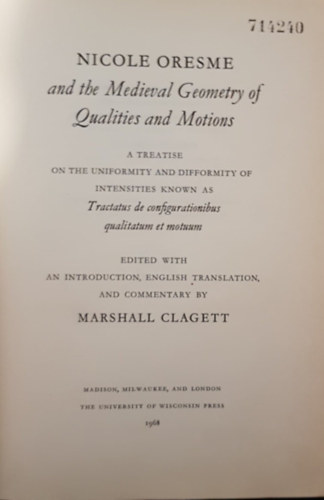 714240
NICOLE ORESME
and the Medieval Geometry of
Qualities and Motions
A TREATISE
ON THE UNIFORMITY AND DIFFORMITY OF
INTENSITIES KNOWN AS
Tractatus de configurationibus
qualitatum et motuum
EDITED WITH
AN INTRODUCTION, ENGLISH TRANSLATION,
AND COMMENTARY BY
MARSHALL CLAGETT
MADISON, MILWAUKEE, AND LONDON
THE UNIVERSITY OF WISCONSIN PRESS
1968